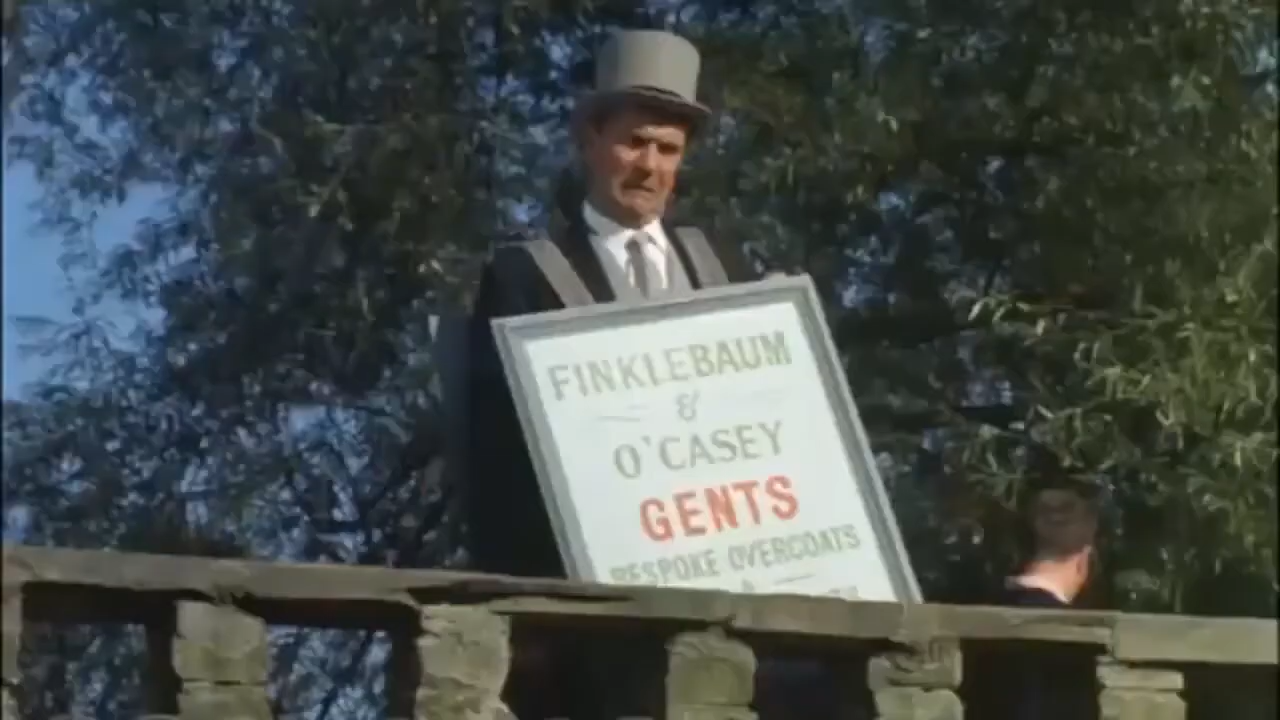 FINKLEBAUM
&
O'CASEY
GENTS
BESPOKE OVERCOATS
&